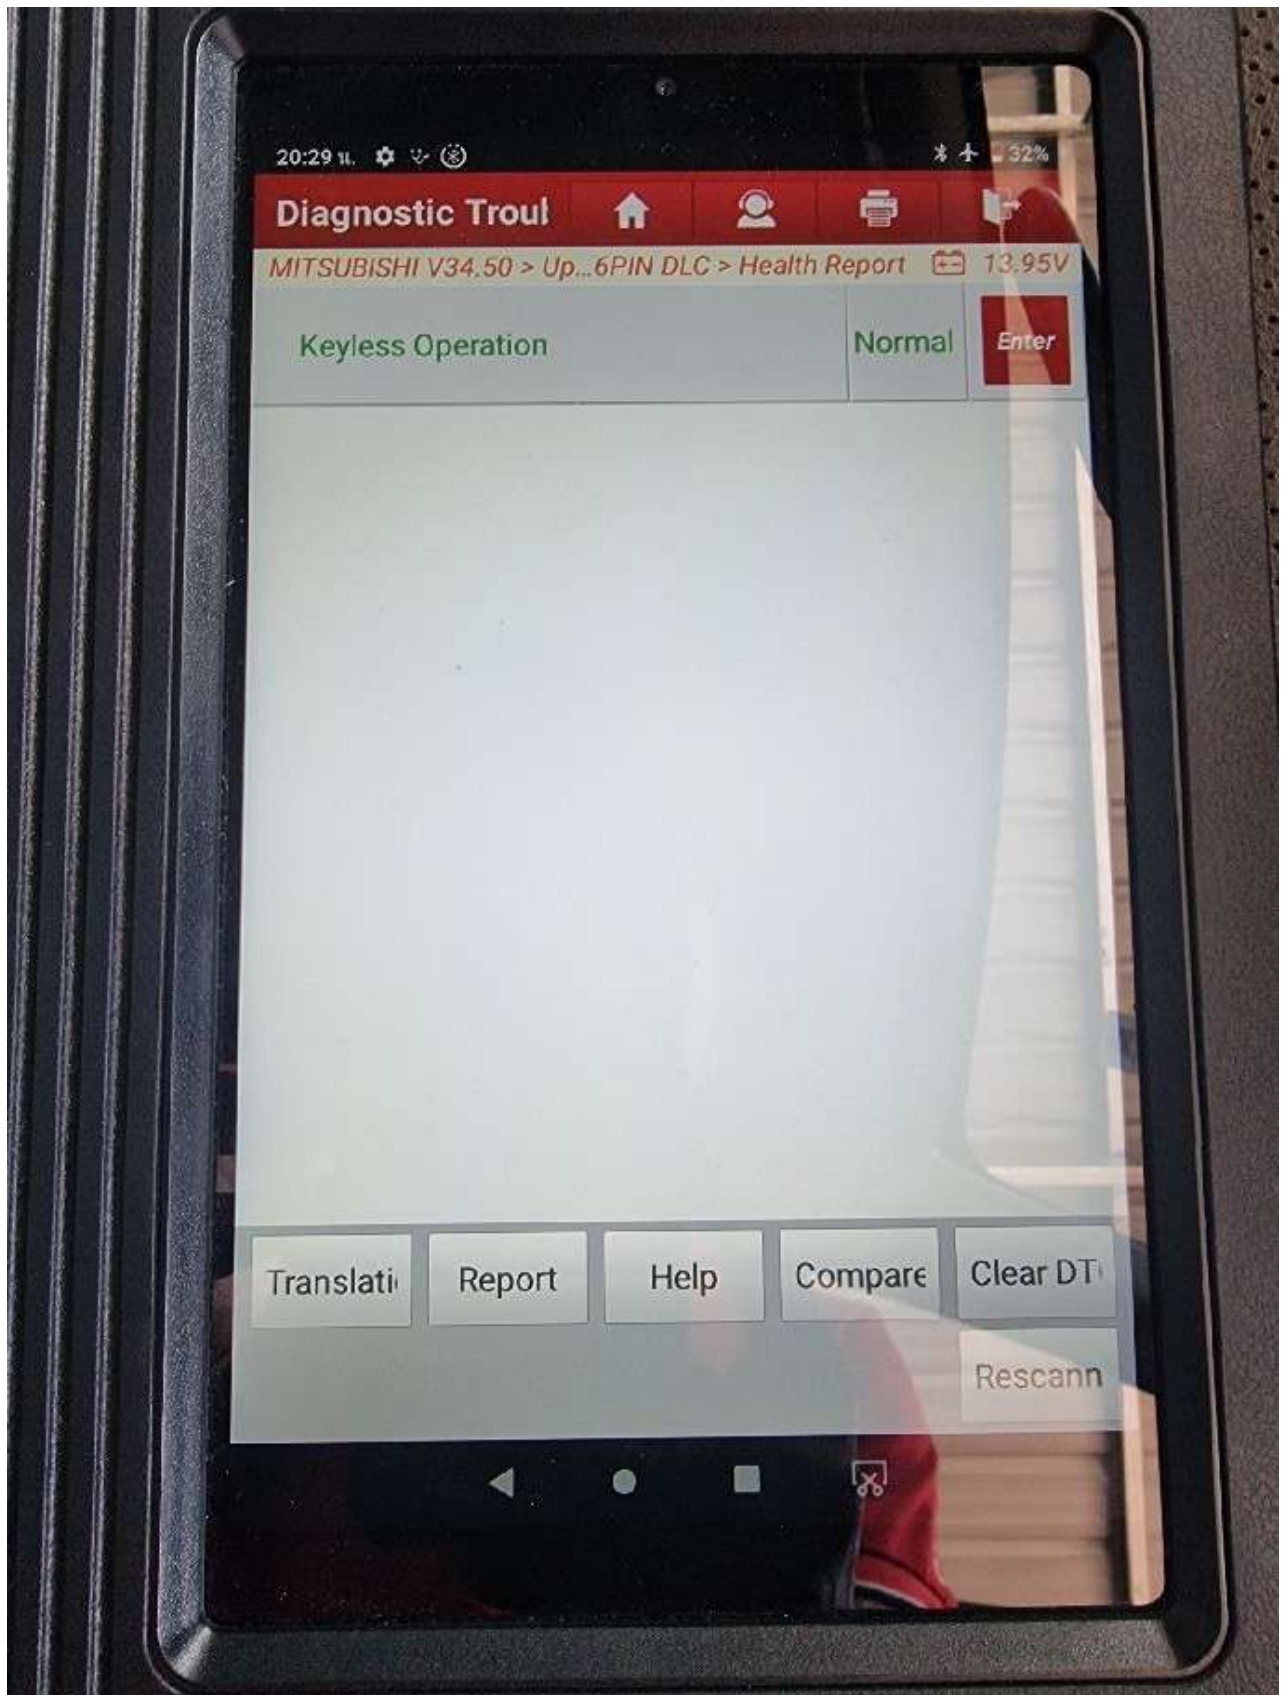 20:29 น.
32%
Diagnostic Troul
MITSUBISHI V34.50 > Up...6PIN DLC > Health Report 13.95V
Keyless Operation Normal Enter
Translati Report Help Compare Clear DT
Rescann